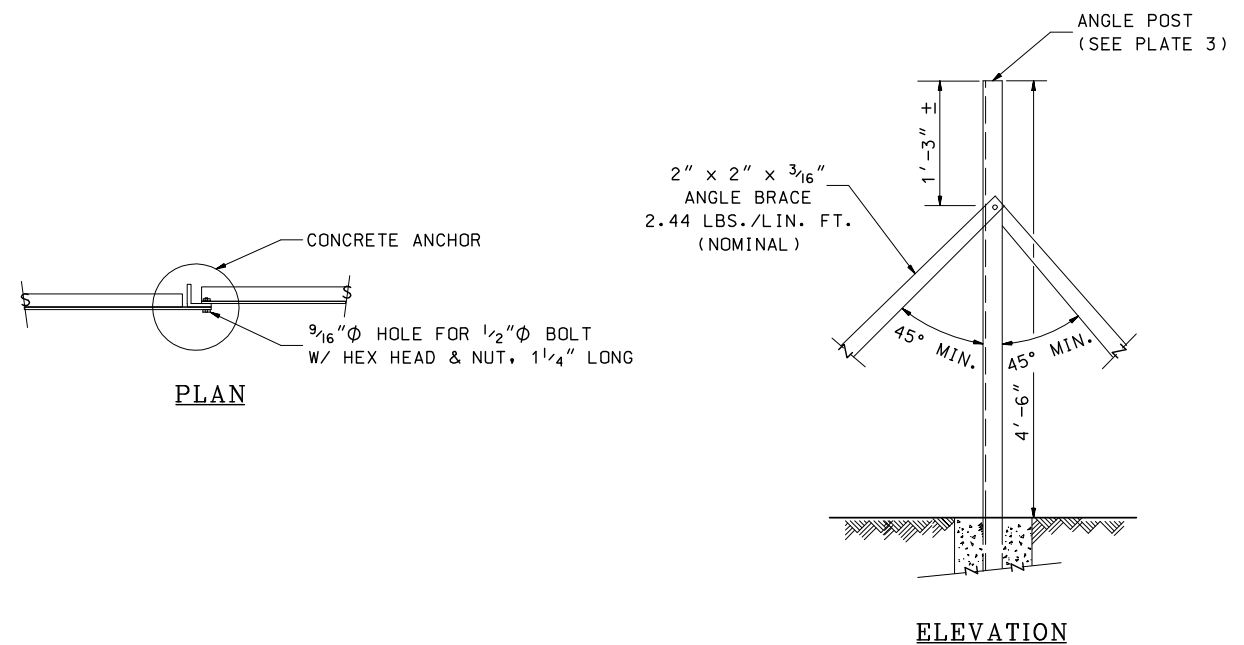 ANGLE POST
(SEE PLATE 3)
1'-3" ±
2" x 2" x 3/16"
ANGLE BRACE
2.44 LBS./LIN. FT.
(NOMINAL)
CONCRETE ANCHOR
S
S
9/16"Φ HOLE FOR 1/2"Φ BOLT
W/ HEX HEAD & NUT, 1 1/4" LONG
PLAN
45° MIN.
45° MIN.
4'-6"
ELEVATION